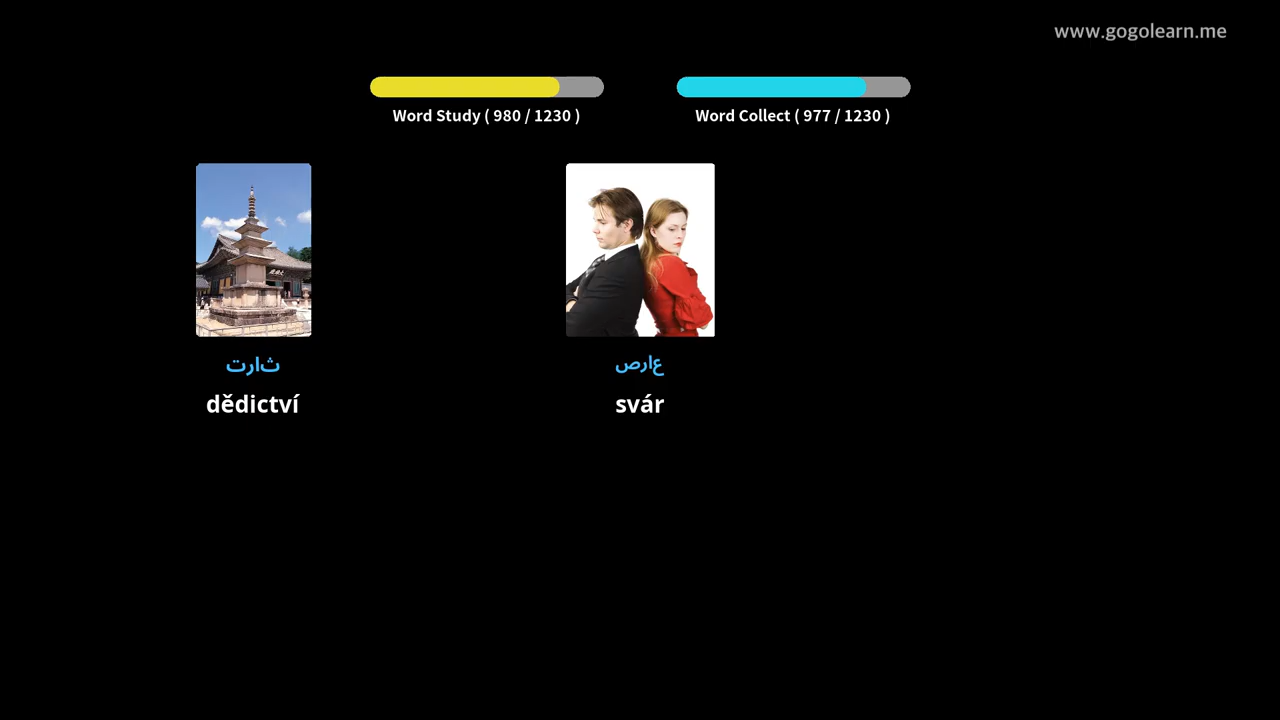 www.gogolearn.me
Word Study ( 980 / 1230 )
Word Collect ( 977 / 1230 )
ثارت
dědictví
عارص
svár